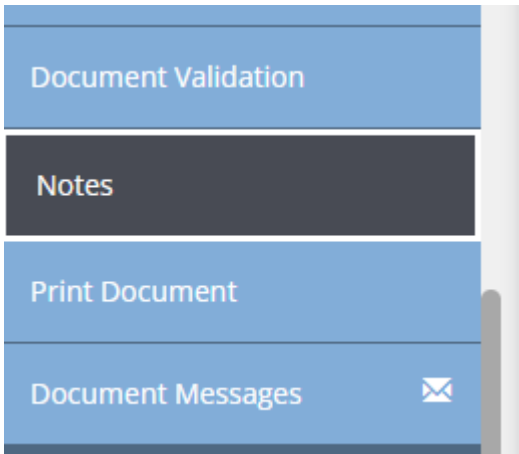 Document Validation
Notes
Print Document
Document Messages